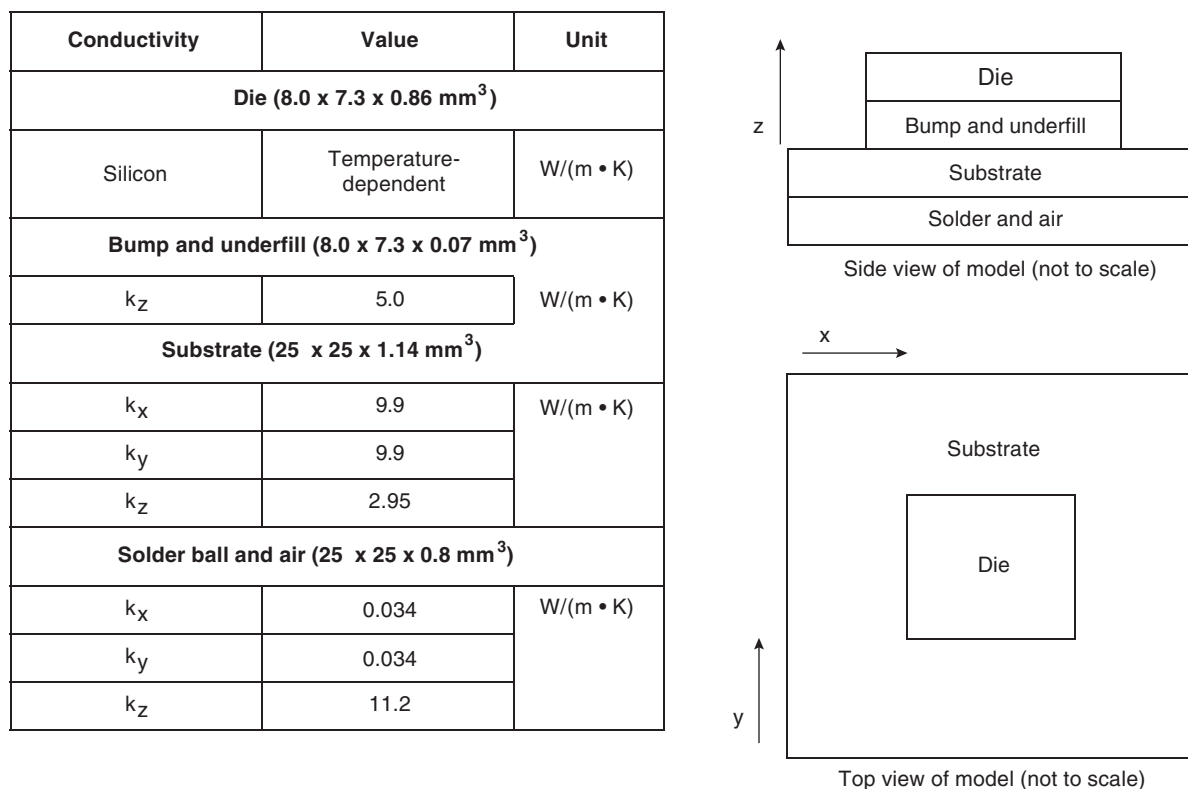 Conductivity Value Unit
Die (8.0 x 7.3 x 0.86 mm³)
Silicon Temperature-
dependent W/(m • K)
Bump and underfill (8.0 x 7.3 x 0.07 mm³)
kz 5.0 W/(m • K)
Substrate (25 x 25 x 1.14 mm³)
kx 9.9 W/(m • K)
ky 9.9
kz 2.95
Solder ball and air (25 x 25 x 0.8 mm³)
kx 0.034 W/(m • K)
ky 0.034
kz 11.2
z
Die
Bump and underfill
Substrate
Solder and air
Side view of model (not to scale)
x
Substrate
Die
y
Top view of model (not to scale)